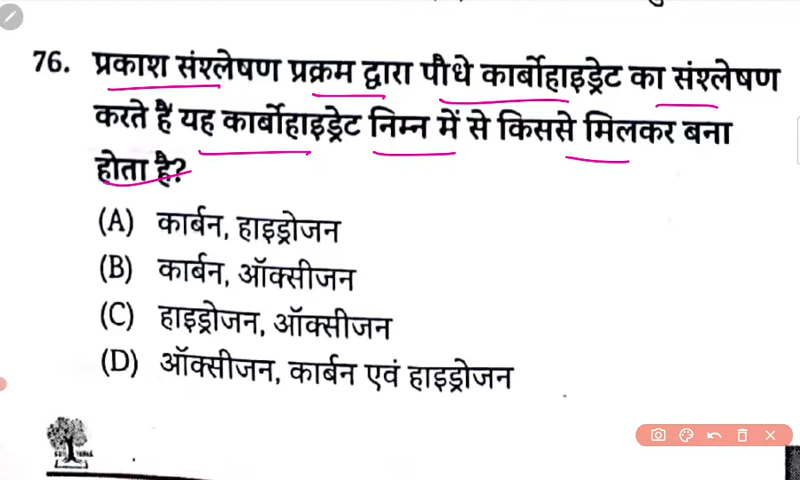 76. प्रकाश संश्लेषण प्रक्रम द्वारा पौधे कार्बोहाइड्रेट का संश्लेषण
करते हैं यह कार्बोहाइड्रेट निम्न में से किससे मिलकर बना
होता है?
(A) कार्बन, हाइड्रोजन
(B) कार्बन, ऑक्सीजन
(C) हाइड्रोजन, ऑक्सीजन
(D) ऑक्सीजन, कार्बन एवं हाइड्रोजन